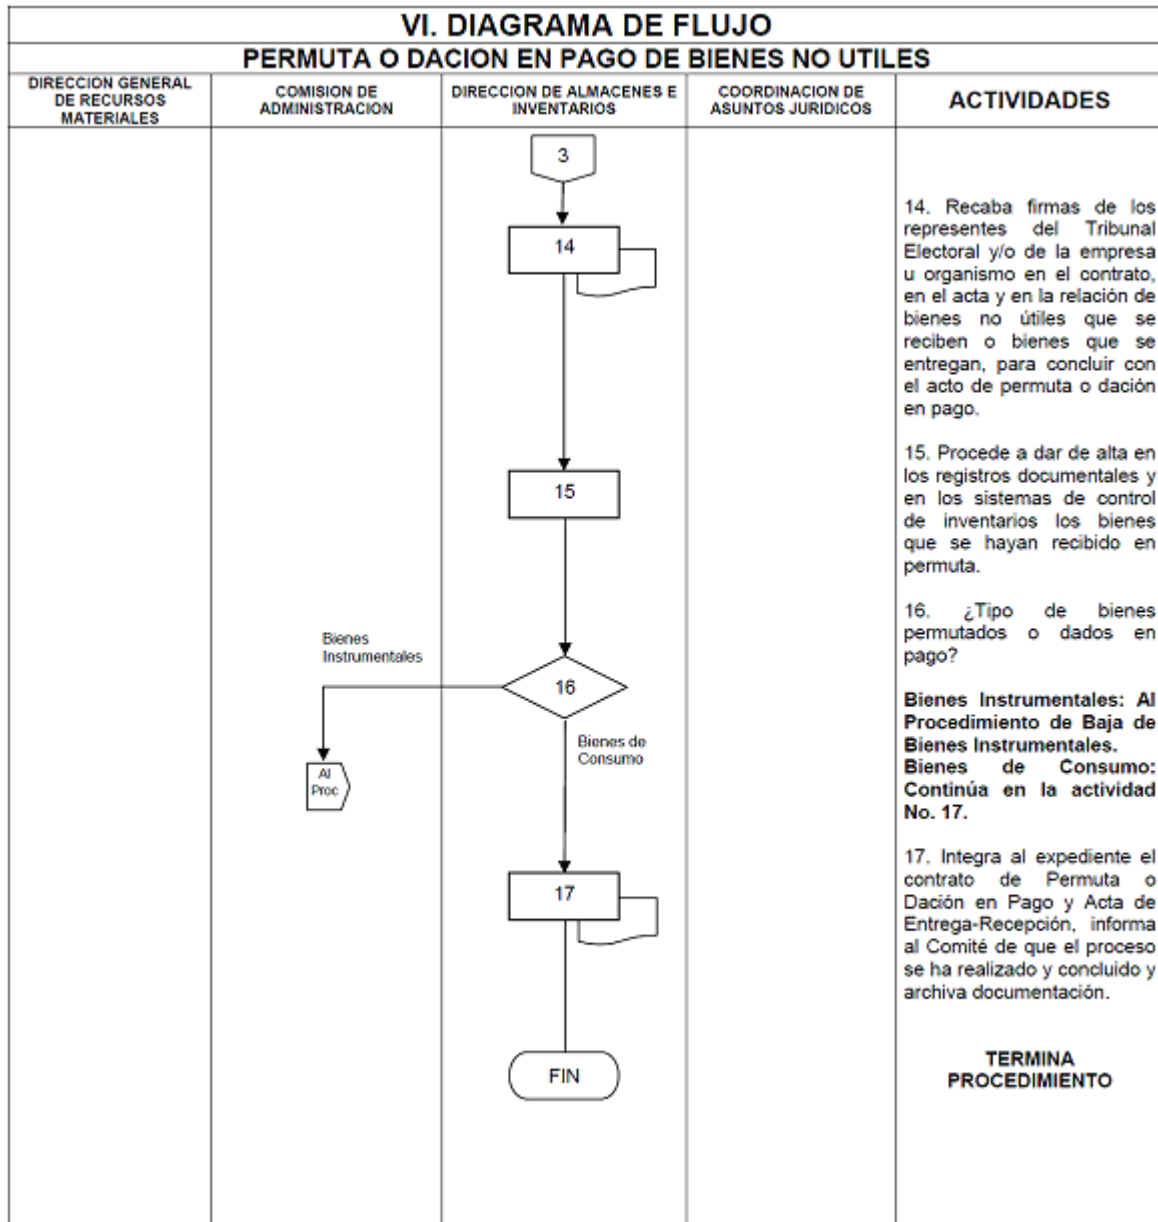 VI. DIAGRAMA DE FLUJO
PERMUTA O DACION EN PAGO DE BIENES NO UTILES
DIRECCION GENERAL
DE RECURSOS
MATERIALES
COMISION DE
ADMINISTRACION
DIRECCION DE ALMACENES E
INVENTARIOS
COORDINACION DE
ASUNTOS JURIDICOS
ACTIVIDADES
3
14
15
Bienes
Instrumentales
16
Bienes de
Consumo
Al
Proc
17
FIN
14. Recaba firmas de los
representes del Tribunal
Electoral y/o de la empresa
u organismo en el contrato,
en el acta y en la relación de
bienes no útiles que se
reciben o bienes que se
entregan, para concluir con
el acto de permuta o dación
en pago.
15. Procede a dar de alta en
los registros documentales y
en los sistemas de control
de inventarios los bienes
que se hayan recibido en
permuta.
16. ¿Tipo de bienes
permutados o dados en
pago?
Bienes Instrumentales: Al
Procedimiento de Baja de
Bienes Instrumentales.
Bienes de Consumo:
Continúa en la actividad
No. 17.
17. Integra al expediente el
contrato de Permuta o
Dación en Pago y Acta de
Entrega-Recepción, informa
al Comité de que el proceso
se ha realizado y concluido y
archiva documentación.
TERMINA
PROCEDIMIENTO